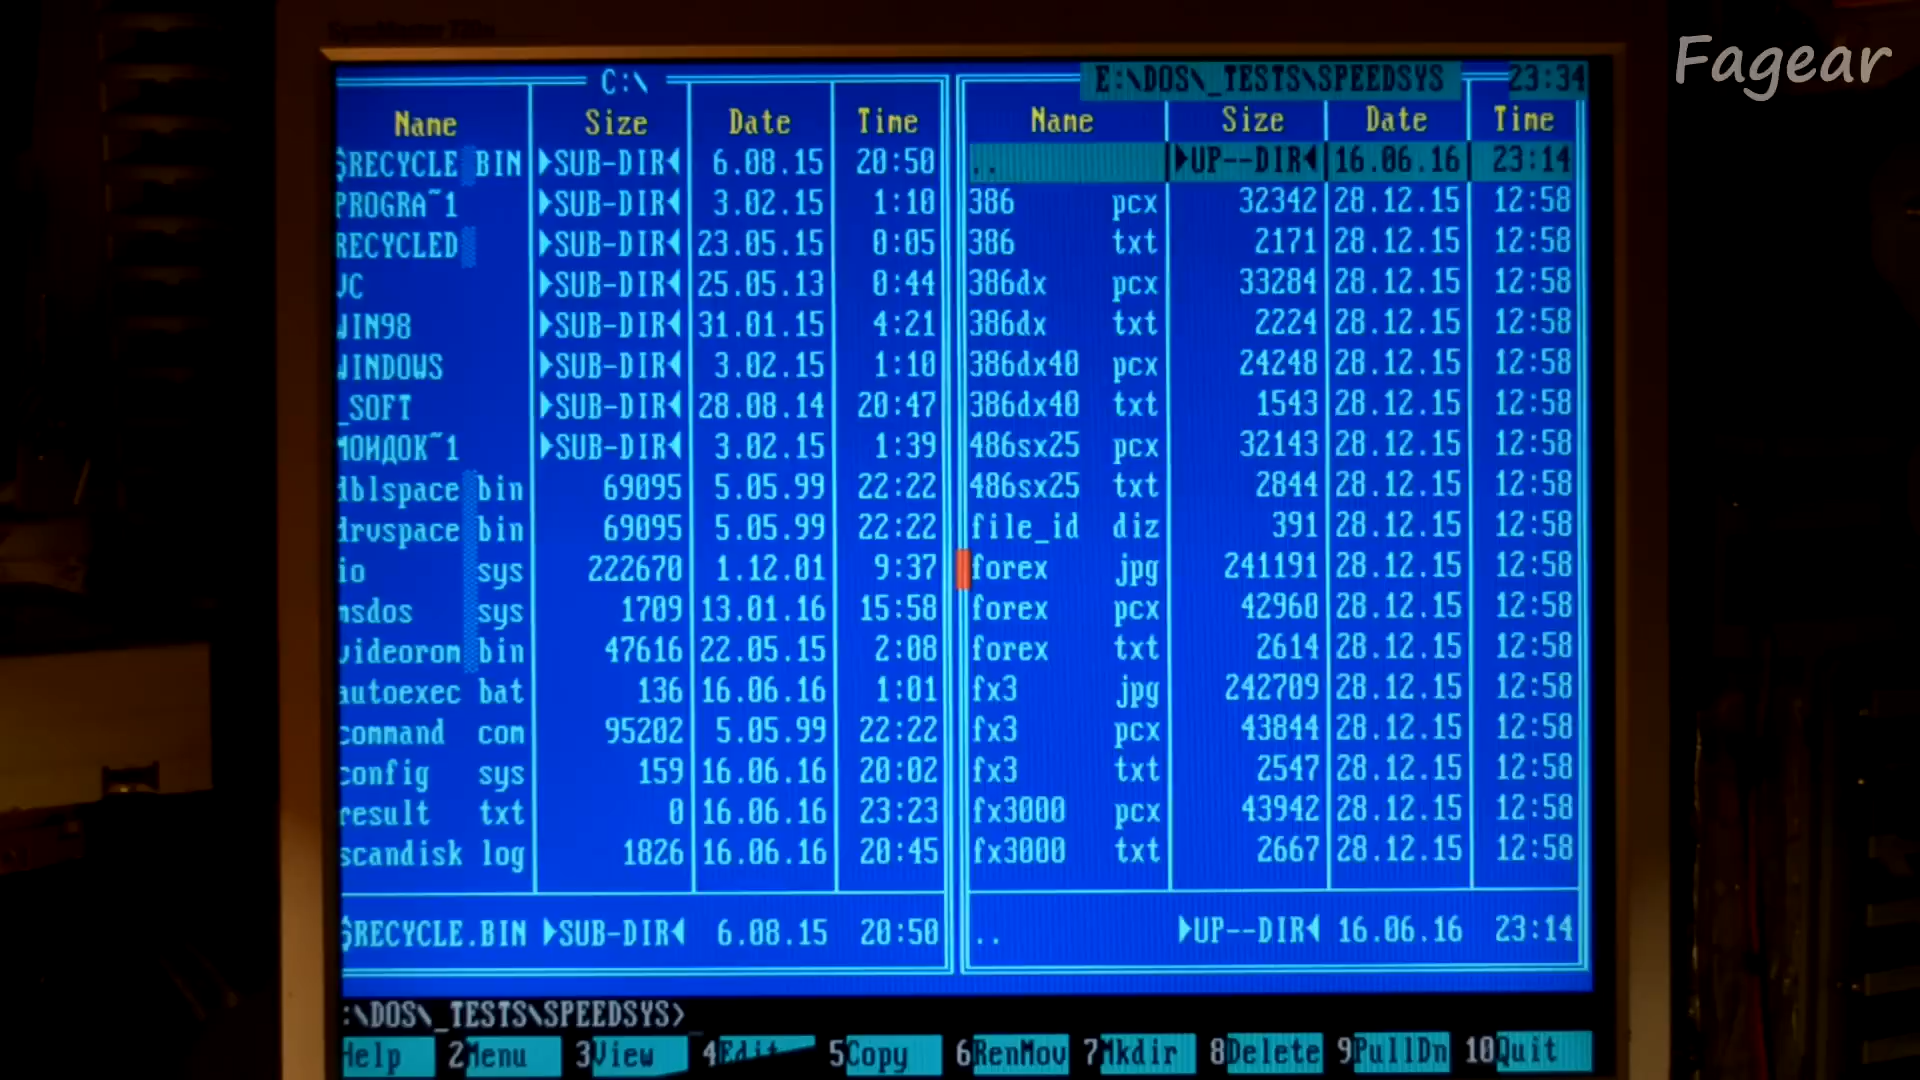 Fagear
C:\ E:\DOS\_TESTS\SPEEDSYS 23:34
Name Size Date Time Name Size Date Time
$RECYCLE BIN ►SUB-DIR◄ 6.08.15 20:50 .. ►UP--DIR◄ 16.06.16 23:14
PROGRA~1 ►SUB-DIR◄ 3.02.15 1:10 386 pcx 32342 28.12.15 12:58
RECYCLED ►SUB-DIR◄ 23.05.15 0:05 386 txt 2171 28.12.15 12:58
VC ►SUB-DIR◄ 25.05.13 0:44 386dx pcx 33284 28.12.15 12:58
WIN98 ►SUB-DIR◄ 31.01.15 4:21 386dx txt 2224 28.12.15 12:58
WINDOWS ►SUB-DIR◄ 3.02.15 1:10 386dx40 pcx 24248 28.12.15 12:58
_SOFT ►SUB-DIR◄ 28.08.14 20:47 386dx40 txt 1543 28.12.15 12:58
МОИДОК~1 ►SUB-DIR◄ 3.02.15 1:39 486sx25 pcx 32143 28.12.15 12:58
dblspace bin 69095 5.05.99 22:22 486sx25 txt 2844 28.12.15 12:58
drvspace bin 69095 5.05.99 22:22 file_id diz 391 28.12.15 12:58
io sys 222670 1.12.01 9:37 forex jpg 241191 28.12.15 12:58
msdos sys 1709 13.01.16 15:58 forex pcx 42960 28.12.15 12:58
videorom bin 47616 22.05.15 2:08 forex txt 2614 28.12.15 12:58
autoexec bat 136 16.06.16 1:01 fx3 jpg 242709 28.12.15 12:58
command com 95202 5.05.99 22:22 fx3 pcx 43844 28.12.15 12:58
config sys 159 16.06.16 20:02 fx3 txt 2547 28.12.15 12:58
result txt 0 16.06.16 23:23 fx3000 pcx 43942 28.12.15 12:58
scandisk log 1826 16.06.16 20:45 fx3000 txt 2667 28.12.15 12:58
$RECYCLE.BIN ►SUB-DIR◄ 6.08.15 20:50 .. ►UP--DIR◄ 16.06.16 23:14
:\DOS\_TESTS\SPEEDSYS>
Help 2Menu 3View 4Edit 5Copy 6RenMov 7Mkdir 8Delete 9PullDn 10Quit